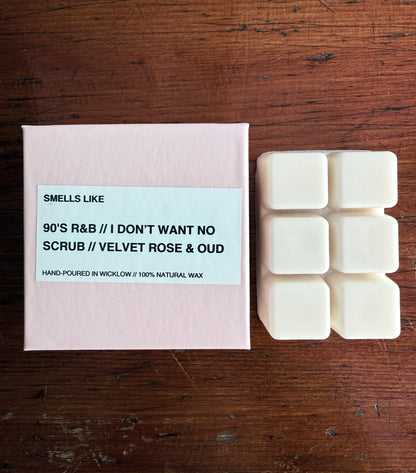 SMELLS LIKE
90'S R&B // I DON'T WANT NO
SCRUB // VELVET ROSE & OUD
HAND-POURED IN WICKLOW // 100% NATURAL WAX